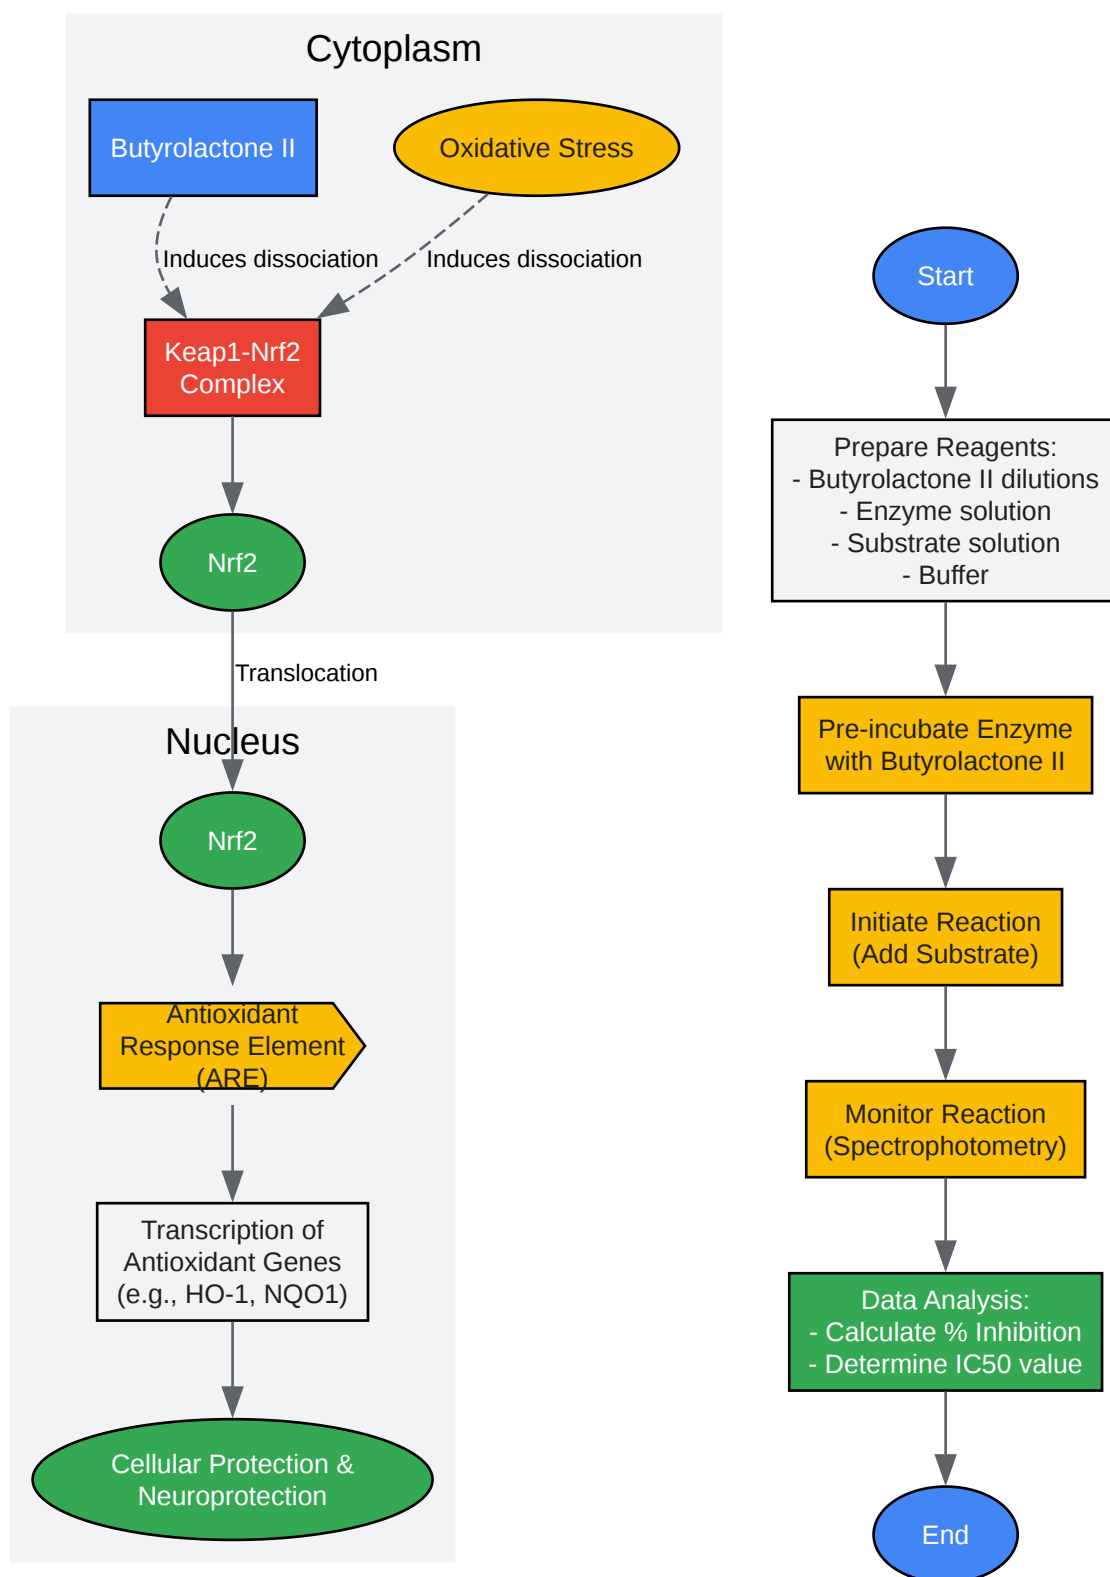 Cytoplasm
Butyrolactone II
Oxidative Stress
Induces dissociation
Induces dissociation
Keap1-Nrf2
Complex
Nrf2
Translocation
Nucleus
Nrf2
Antioxidant
Response Element
(ARE)
Transcription of
Antioxidant Genes
(e.g., HO-1, NQO1)
Cellular Protection &
Neuroprotection
Start
Prepare Reagents:
- Butyrolactone II dilutions
- Enzyme solution
- Substrate solution
- Buffer
Pre-incubate Enzyme
with Butyrolactone II
Initiate Reaction
(Add Substrate)
Monitor Reaction
(Spectrophotometry)
Data Analysis:
- Calculate % Inhibition
- Determine IC50 value
End